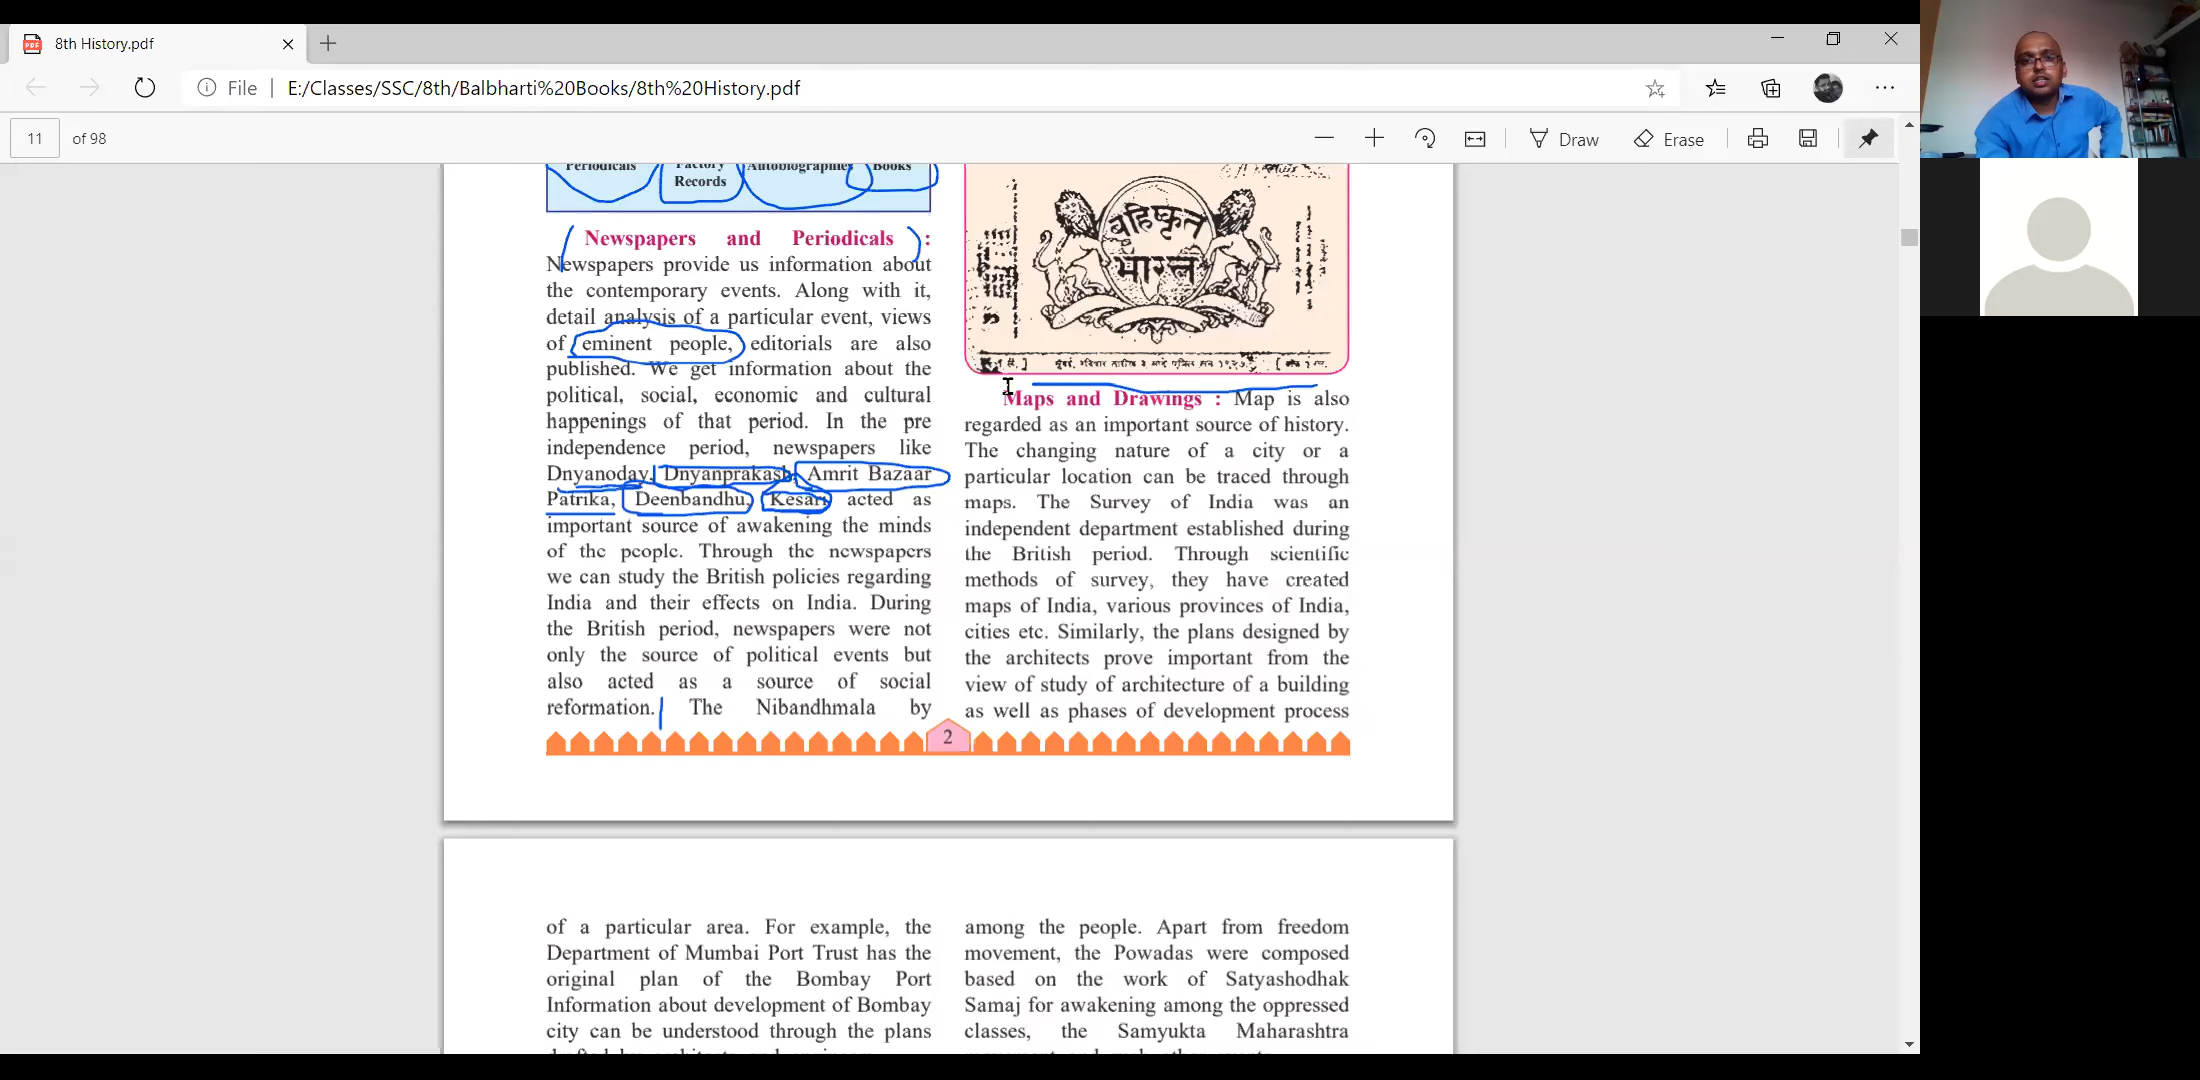 8th History.pdf
File | E:/Classes/SSC/8th/Balbharti%20Books/8th%20History.pdf
11 of 98
Draw
Erase
Periodicals
Factory
Records
Autobiographies
Books
Newspapers and Periodicals :
Newspapers provide us information about
the contemporary events. Along with it,
detail analysis of a particular event, views
of eminent people, editorials are also
published. We get information about the
political, social, economic and cultural
happenings of that period. In the pre
independence period, newspapers like
Dnyanoday, Dnyanprakash, Amrit Bazaar
Patrika, Deenbandhu, Kesari acted as
important source of awakening the minds
of the people. Through the newspapers
we can study the British policies regarding
India and their effects on India. During
the British period, newspapers were not
only the source of political events but
also acted as a source of social
reformation. The Nibandhmala by
बहिष्कृत
भारत
Maps and Drawings : Map is also
regarded as an important source of history.
The changing nature of a city or a
particular location can be traced through
maps. The Survey of India was an
independent department established during
the British period. Through scientific
methods of survey, they have created
maps of India, various provinces of India,
cities etc. Similarly, the plans designed by
the architects prove important from the
view of study of architecture of a building
as well as phases of development process
2
of a particular area. For example, the
Department of Mumbai Port Trust has the
original plan of the Bombay Port
Information about development of Bombay
city can be understood through the plans
among the people. Apart from freedom
movement, the Powadas were composed
based on the work of Satyashodhak
Samaj for awakening among the oppressed
classes, the Samyukta Maharashtra